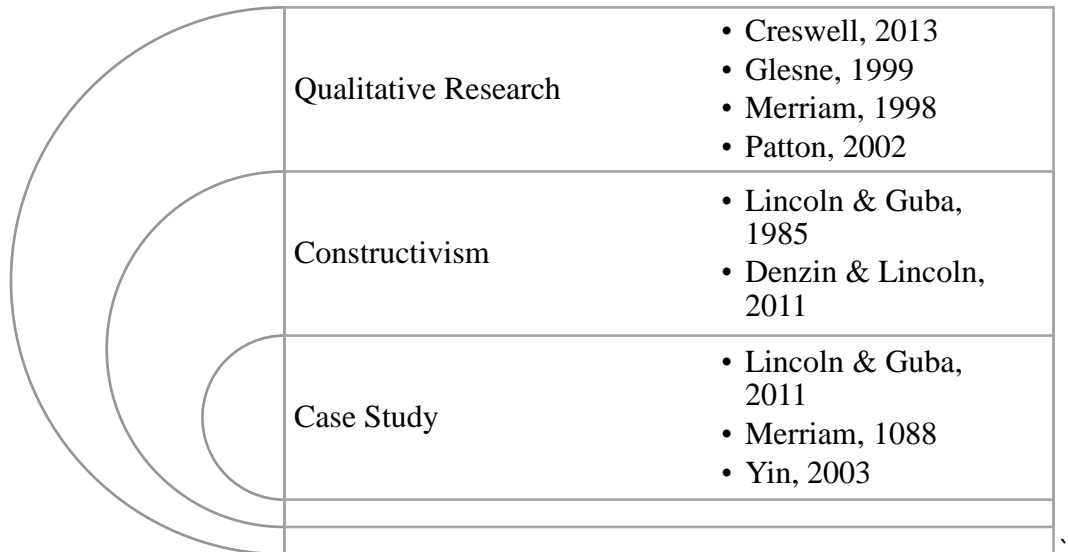 Qualitative Research
• Creswell, 2013
• Glesne, 1999
• Merriam, 1998
• Patton, 2002
Constructivism
• Lincoln & Guba,
1985
• Denzin & Lincoln,
2011
Case Study
• Lincoln & Guba,
2011
• Merriam, 1088
• Yin, 2003
`